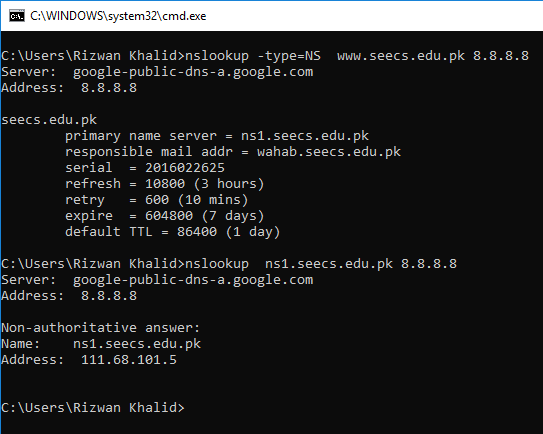 C:\WINDOWS\system32\cmd.exe
C:\Users\Rizwan Khalid>nslookup -type=NS  www.seecs.edu.pk 8.8.8.8
Server:  google-public-dns-a.google.com
Address:  8.8.8.8
seecs.edu.pk
        primary name server = ns1.seecs.edu.pk
        responsible mail addr = wahab.seecs.edu.pk
        serial  = 2016022625
        refresh = 10800 (3 hours)
        retry   = 600 (10 mins)
        expire  = 604800 (7 days)
        default TTL = 86400 (1 day)
C:\Users\Rizwan Khalid>nslookup  ns1.seecs.edu.pk 8.8.8.8
Server:  google-public-dns-a.google.com
Address:  8.8.8.8
Non-authoritative answer:
Name:    ns1.seecs.edu.pk
Address:  111.68.101.5
C:\Users\Rizwan Khalid>